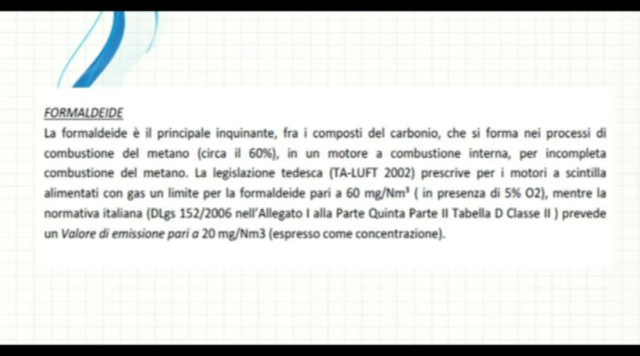 FORMALDEIDE
La formaldeide è il principale inquinante, fra i composti del carbonio, che si forma nei processi di
combustione del metano (circa il 60%), in un motore a combustione interna, per incompleta
combustione del metano. La legislazione tedesca (TA-LUFT 2002) prescrive per i motori a scintilla
alimentati con gas un limite per la formaldeide pari a 60 mg/Nm³ ( in presenza di 5% O2), mentre la
normativa italiana (DLgs 152/2006 nell'Allegato I alla Parte Quinta Parte II Tabella D Classe II ) prevede
un Valore di emissione pari a 20 mg/Nm3 (espresso come concentrazione).